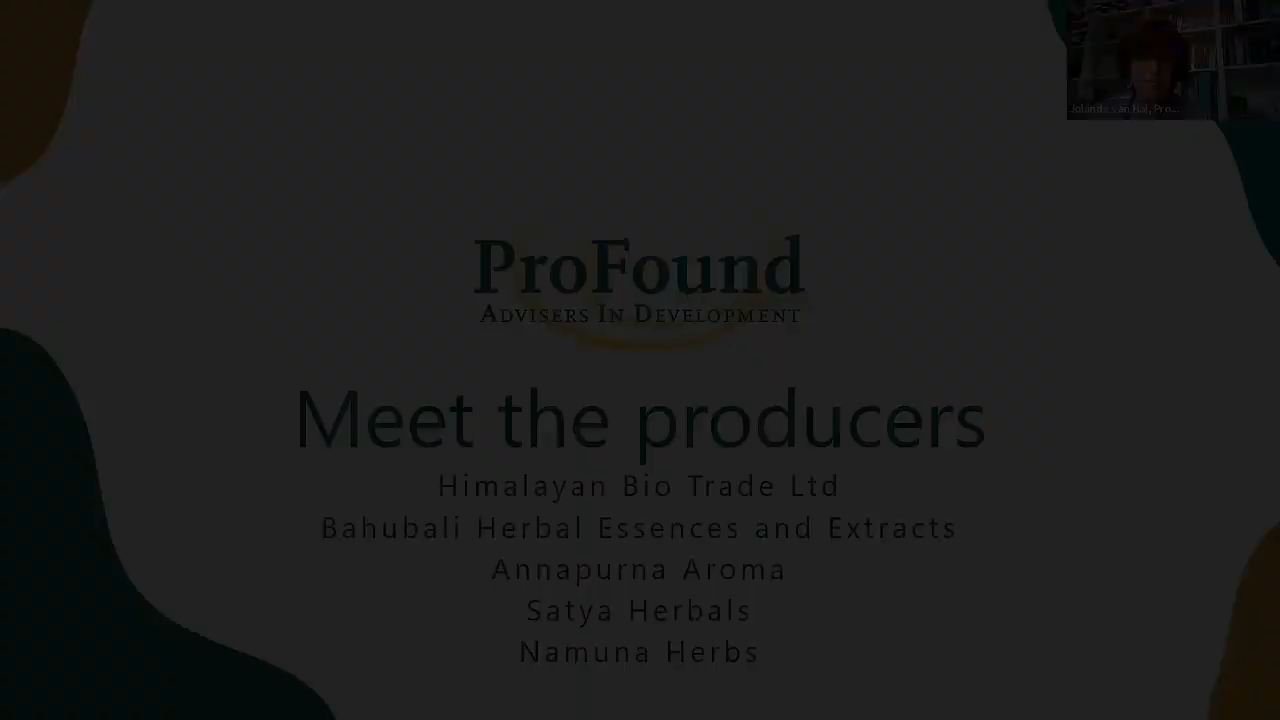 ProFound
ADVISERS IN DEVELOPMENT
Meet the producers
Himalayan Bio Trade Ltd
Bahubali Herbal Essences and Extracts
Annapurna Aroma
Satya Herbals
Namuna Herbs